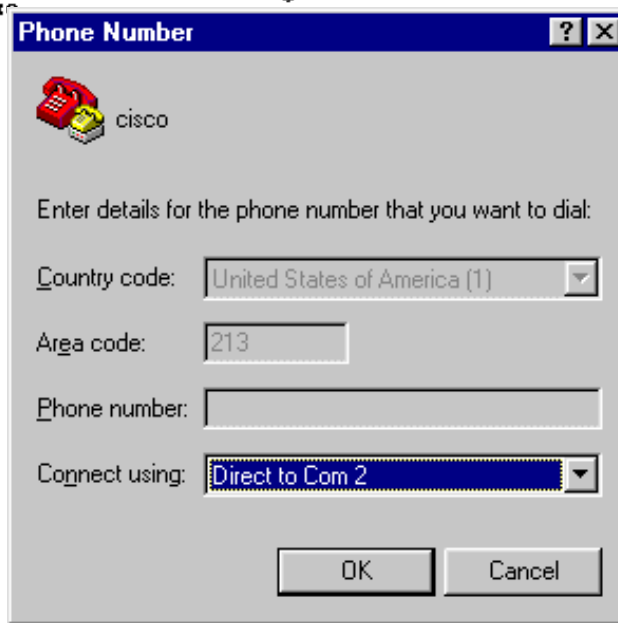 Phone Number
cisco
Enter details for the phone number that you want to dial:
Country code: United States of America (1)
Area code: 213
Phone number:
Connect using: Direct to Com 2
OK Cancel